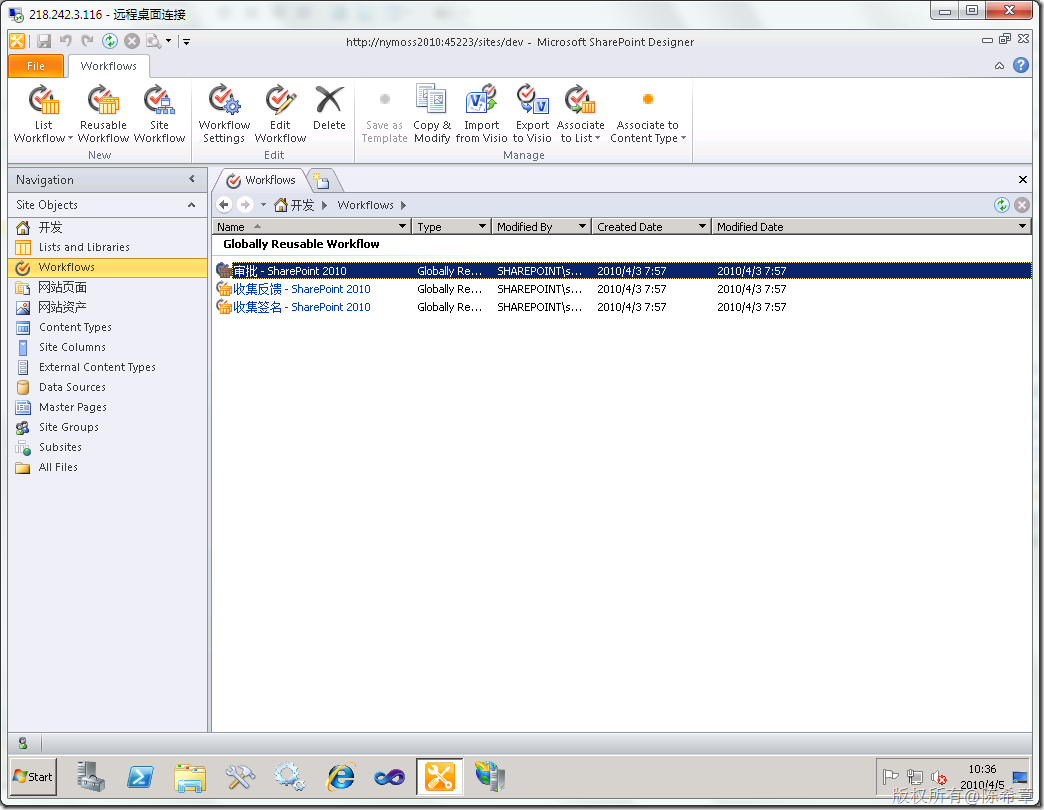 218.242.3.116 - 远程桌面连接
http://nymoss2010:45223/sites/dev - Microsoft SharePoint Designer
File
Workflows
List Workflow
Reusable Workflow
Site Workflow
Workflow Settings
Edit Workflow
Delete
Save as Template
Copy & Modify
Import from Visio
Export to Visio
Associate to List
Associate to Content Type
New
Edit
Manage
Navigation
Site Objects
开发
Lists and Libraries
Workflows
网站页面
网站资产
Content Types
Site Columns
External Content Types
Data Sources
Master Pages
Site Groups
Subsites
All Files
Workflows
开发 Workflows
Name Type Modified By Created Date Modified Date
Globally Reusable Workflow
审批 - SharePoint 2010 Globally Re... SHAREPOINT\s... 2010/4/3 7:57 2010/4/3 7:57
收集反馈 - SharePoint 2010 Globally Re... SHAREPOINT\s... 2010/4/3 7:57 2010/4/3 7:57
收集签名 - SharePoint 2010 Globally Re... SHAREPOINT\s... 2010/4/3 7:57 2010/4/3 7:57
Start
10:36
2010/4/5
版权所有@陈希章